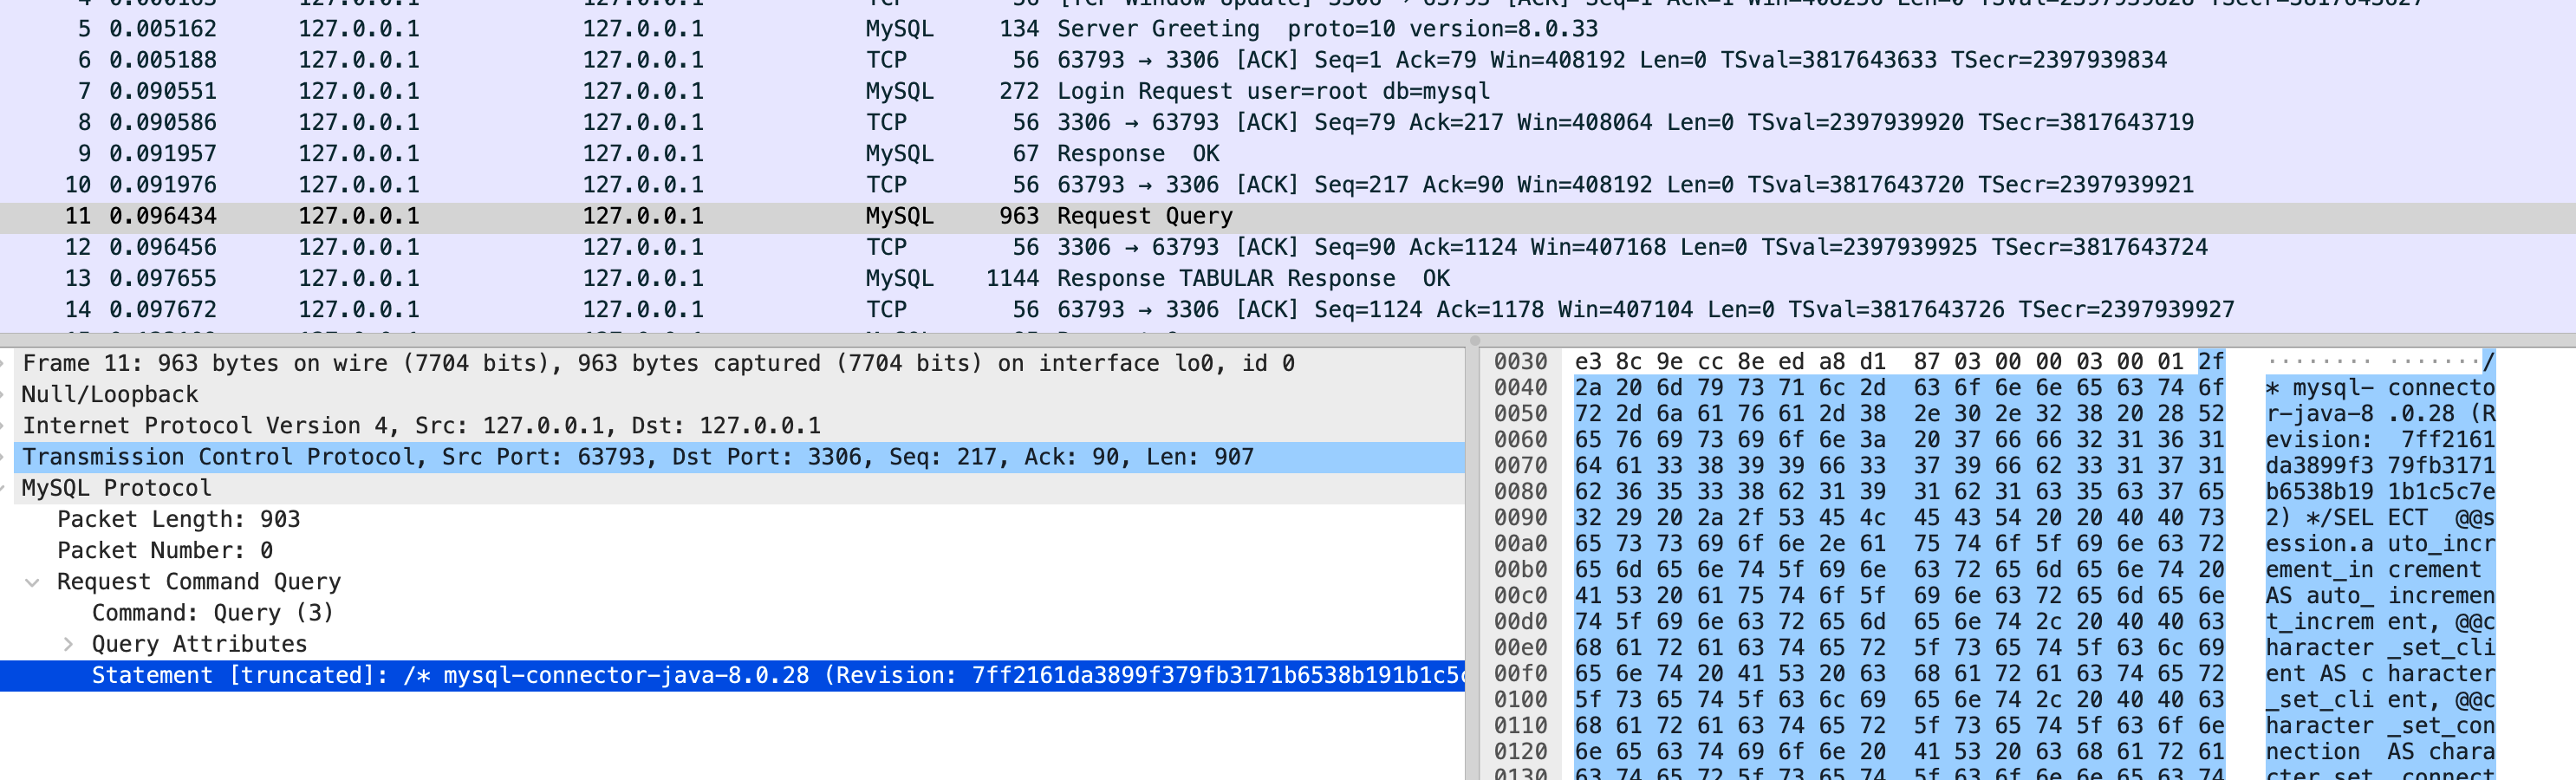 4 0.000163 127.0.0.1 127.0.0.1 TCP 56 [TCP Window Update] 3306 → 63793 [ACK] Seq=1 Ack=1 Win=408256 Len=0 TSval=2397939828 TSecr=3817643627
5 0.005162 127.0.0.1 127.0.0.1 MySQL 134 Server Greeting  proto=10 version=8.0.33
6 0.005188 127.0.0.1 127.0.0.1 TCP 56 63793 → 3306 [ACK] Seq=1 Ack=79 Win=408192 Len=0 TSval=3817643633 TSecr=2397939834
7 0.090551 127.0.0.1 127.0.0.1 MySQL 272 Login Request user=root db=mysql
8 0.090586 127.0.0.1 127.0.0.1 TCP 56 3306 → 63793 [ACK] Seq=79 Ack=217 Win=408064 Len=0 TSval=2397939920 TSecr=3817643719
9 0.091957 127.0.0.1 127.0.0.1 MySQL 67 Response  OK
10 0.091976 127.0.0.1 127.0.0.1 TCP 56 63793 → 3306 [ACK] Seq=217 Ack=90 Win=408192 Len=0 TSval=3817643720 TSecr=2397939921
11 0.096434 127.0.0.1 127.0.0.1 MySQL 963 Request Query
12 0.096456 127.0.0.1 127.0.0.1 TCP 56 3306 → 63793 [ACK] Seq=90 Ack=1124 Win=407168 Len=0 TSval=2397939925 TSecr=3817643724
13 0.097655 127.0.0.1 127.0.0.1 MySQL 1144 Response TABULAR Response  OK
14 0.097672 127.0.0.1 127.0.0.1 TCP 56 63793 → 3306 [ACK] Seq=1124 Ack=1178 Win=407104 Len=0 TSval=3817643726 TSecr=2397939927
Frame 11: 963 bytes on wire (7704 bits), 963 bytes captured (7704 bits) on interface lo0, id 0
Null/Loopback
Internet Protocol Version 4, Src: 127.0.0.1, Dst: 127.0.0.1
Transmission Control Protocol, Src Port: 63793, Dst Port: 3306, Seq: 217, Ack: 90, Len: 907
MySQL Protocol
Packet Length: 903
Packet Number: 0
Request Command Query
Command: Query (3)
Query Attributes
Statement [truncated]: /* mysql-connector-java-8.0.28 (Revision: 7ff2161da3899f379fb3171b6538b191b1c5c
0030 e3 8c 9e cc 8e ed a8 d1 87 03 00 00 03 00 01 2f ········ ·······/
0040 2a 20 6d 79 73 71 6c 2d 63 6f 6e 6e 65 63 74 6f * mysql- connecto
0050 72 2d 6a 61 76 61 2d 38 2e 30 2e 32 38 20 28 52 r-java-8 .0.28 (R
0060 65 76 69 73 69 6f 6e 3a 20 37 66 66 32 31 36 31 evision:  7ff2161
0070 64 61 33 38 39 39 66 33 37 39 66 62 33 31 37 31 da3899f3 79fb3171
0080 62 36 35 33 38 62 31 39 31 62 31 63 35 63 37 65 b6538b19 1b1c5c7e
0090 32 29 20 2a 2f 53 45 4c 45 43 54 20 20 40 40 73 2) */SEL ECT  @@s
00a0 65 73 73 69 6f 6e 2e 61 75 74 6f 5f 69 6e 63 72 ession.a uto_incr
00b0 65 6d 65 6e 74 5f 69 6e 63 72 65 6d 65 6e 74 20 ement_in crement
00c0 41 53 20 61 75 74 6f 5f 69 6e 63 72 65 6d 65 6e AS auto_ incremen
00d0 74 5f 69 6e 63 72 65 6d 65 6e 74 2c 20 40 40 63 t_increm ent, @@c
00e0 68 61 72 61 63 74 65 72 5f 73 65 74 5f 63 6c 69 haracter _set_cli
00f0 65 6e 74 20 41 53 20 63 68 61 72 61 63 74 65 72 ent AS c haracter
0100 5f 73 65 74 5f 63 6c 69 65 6e 74 2c 20 40 40 63 _set_cli ent, @@c
0110 68 61 72 61 63 74 65 72 5f 73 65 74 5f 63 6f 6e haracter _set_con
0120 6e 65 63 74 69 6f 6e 20 41 53 20 63 68 61 72 61 nection  AS chara
0130 63 74 65 72 5f 73 65 74 5f 63 6f 6e 6e 65 63 74 cter_set _connect